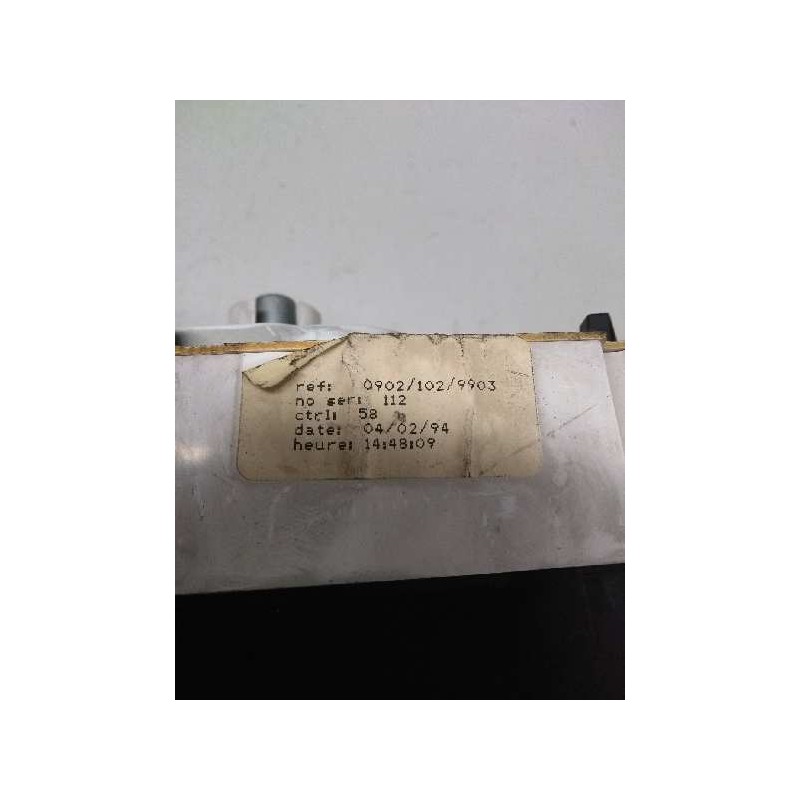 ref: 0902/102/9903
no ser: 112
ctrl: 58
date: 04/02/94
heure: 14:48:09